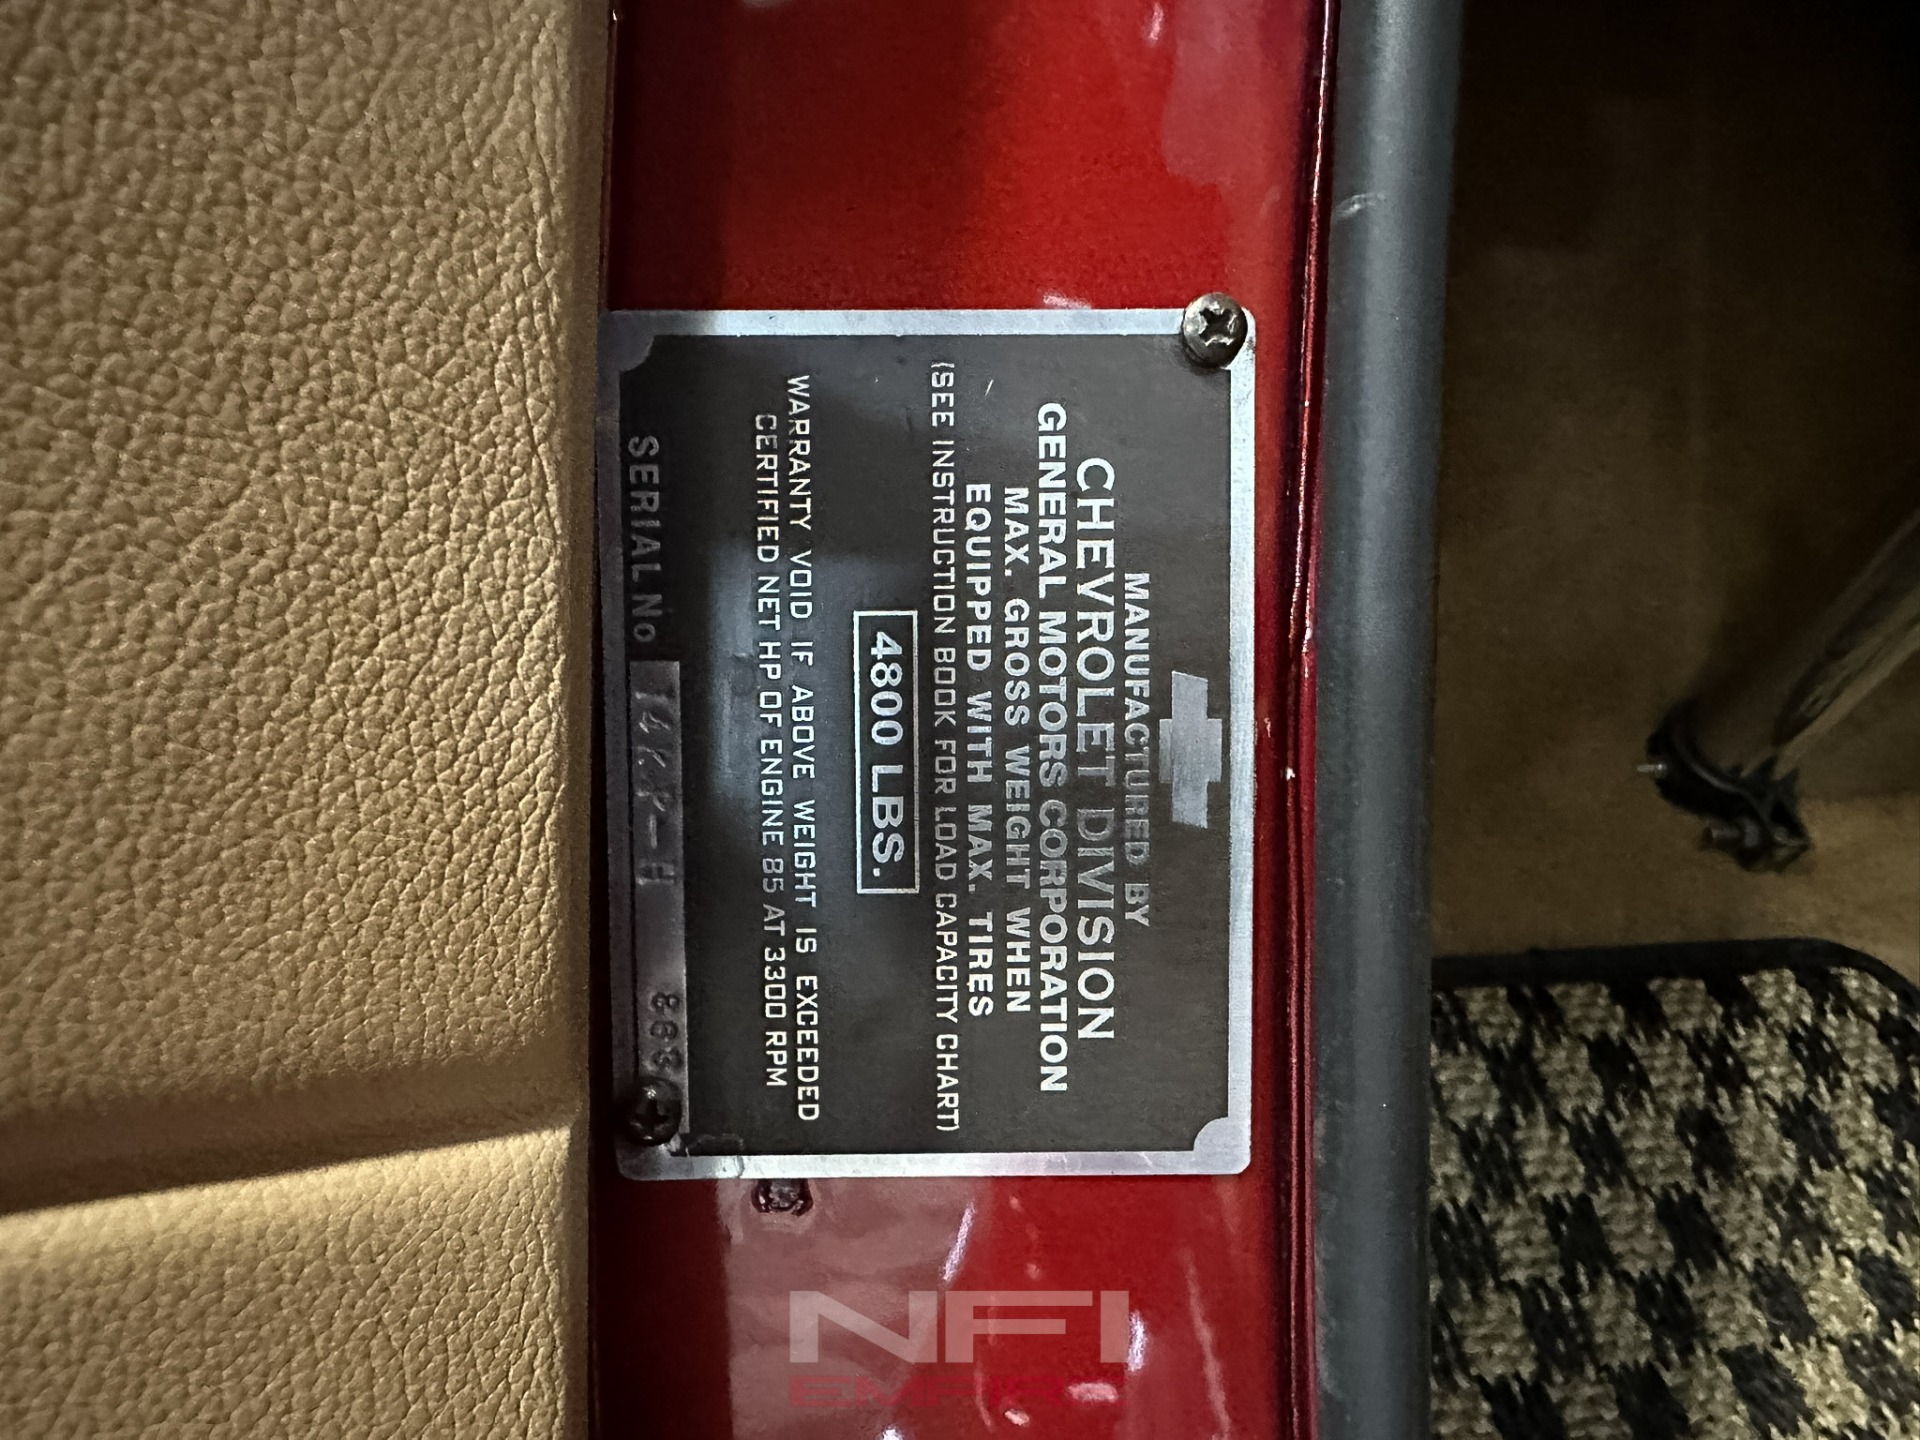 MANUFACTURED BY
CHEVROLET DIVISION
GENERAL MOTORS CORPORATION
MAX. GROSS WEIGHT WHEN
EQUIPPED WITH MAX. TIRES
(SEE INSTRUCTION BOOK FOR LOAD CAPACITY CHART)
4800 LBS.
WARRANTY VOID IF ABOVE WEIGHT IS EXCEEDED
CERTIFIED NET HP OF ENGINE 85 AT 3300 RPM
SERIAL No
NFI
EMPIRE